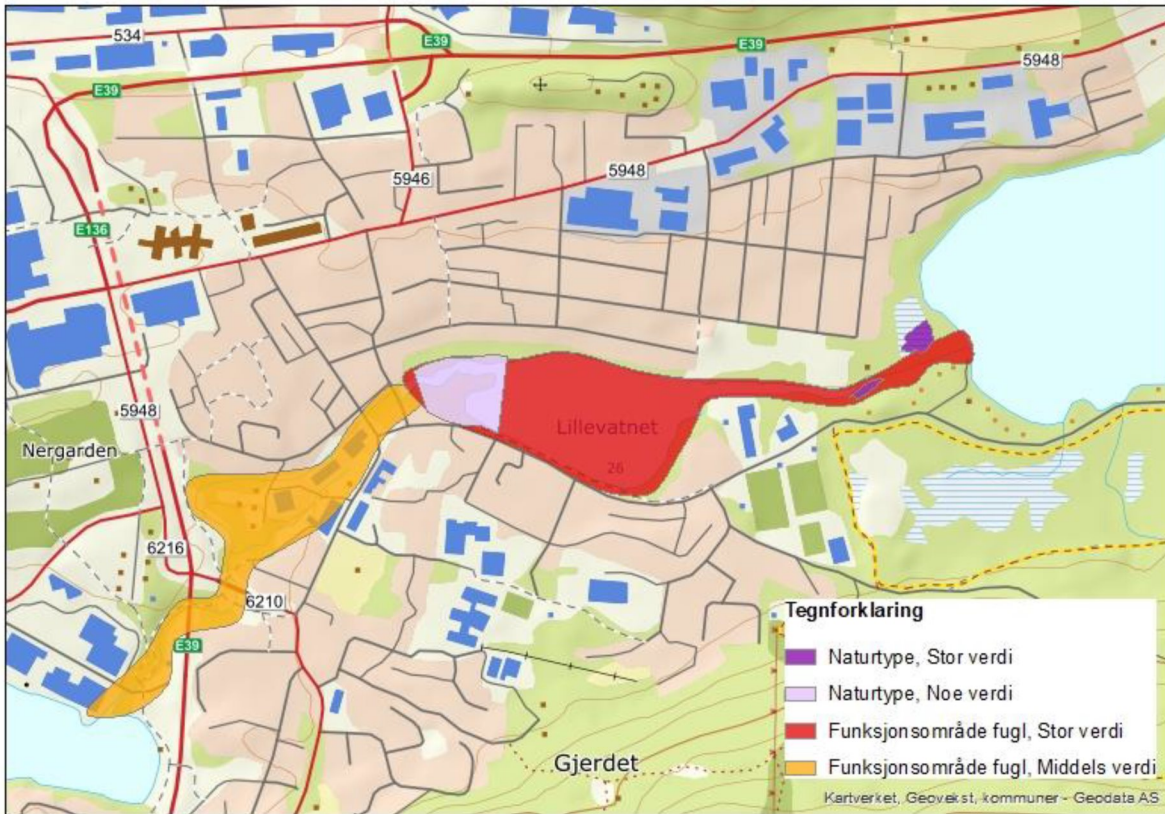 534
E39
E39
E39
5948
5946
5948
E136
5948
Lillevatnet
Nergarden
26
6216
6210
E39
Tegnforklaring
Naturtype, Stor verdi
Naturtype, Noe verdi
Funksjonsområde fugl, Stor verdi
Gjerdet
Funksjonsområde fugl, Middels verdi
Kartverket, Geovekst, kommuner - Geodata AS